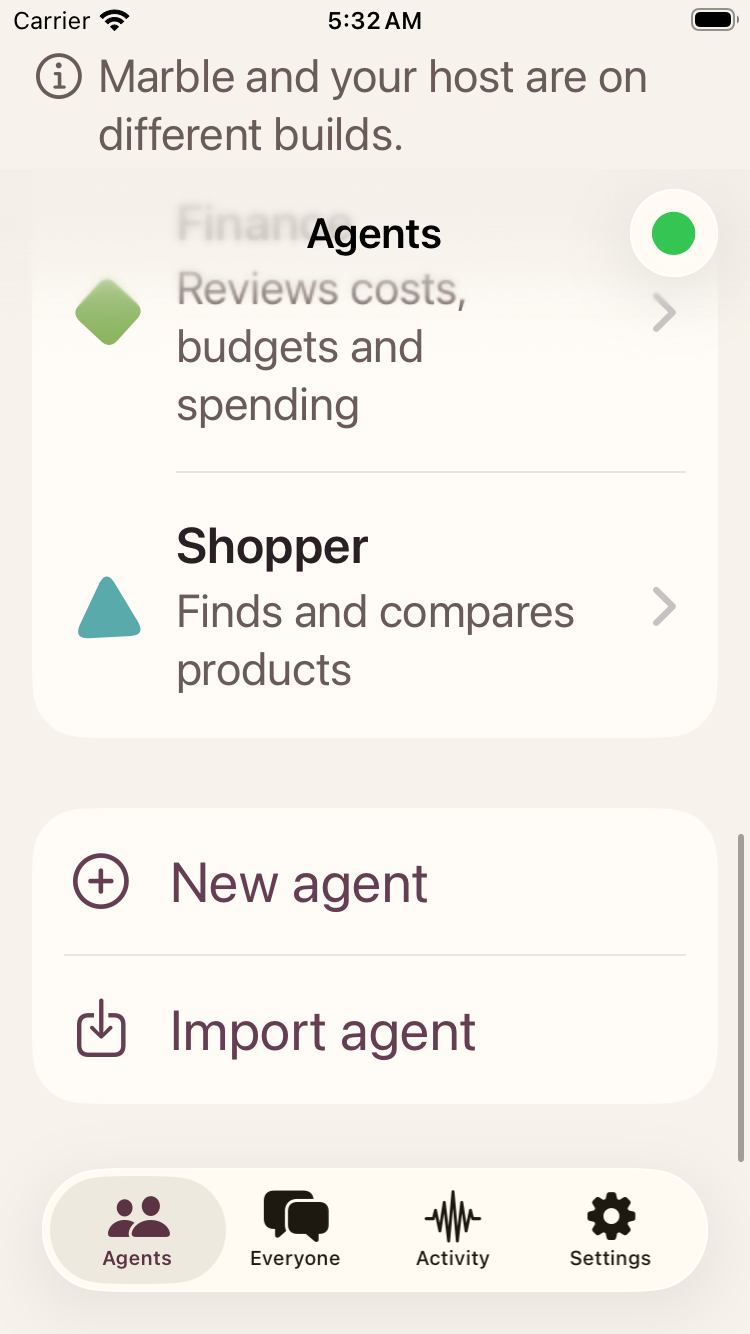 Carrier
5:32 AM
Marble and your host are on
different builds.
Finance
Agents
Reviews costs,
budgets and
spending
Shopper
Finds and compares
products
New agent
Import agent
Agents
Everyone
Activity
Settings